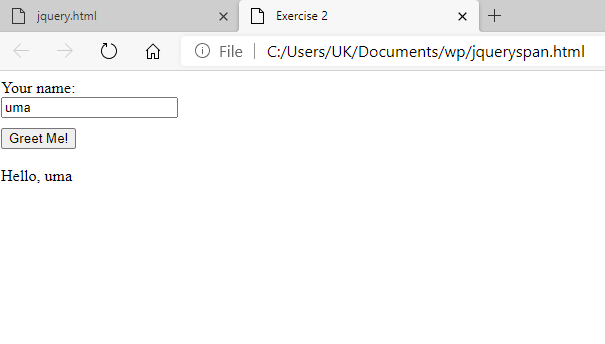 jquery.html
Exercise 2
File
C:/Users/UK/Documents/wp/jqueryspan.html
Your name:
uma
Greet Me!
Hello, uma